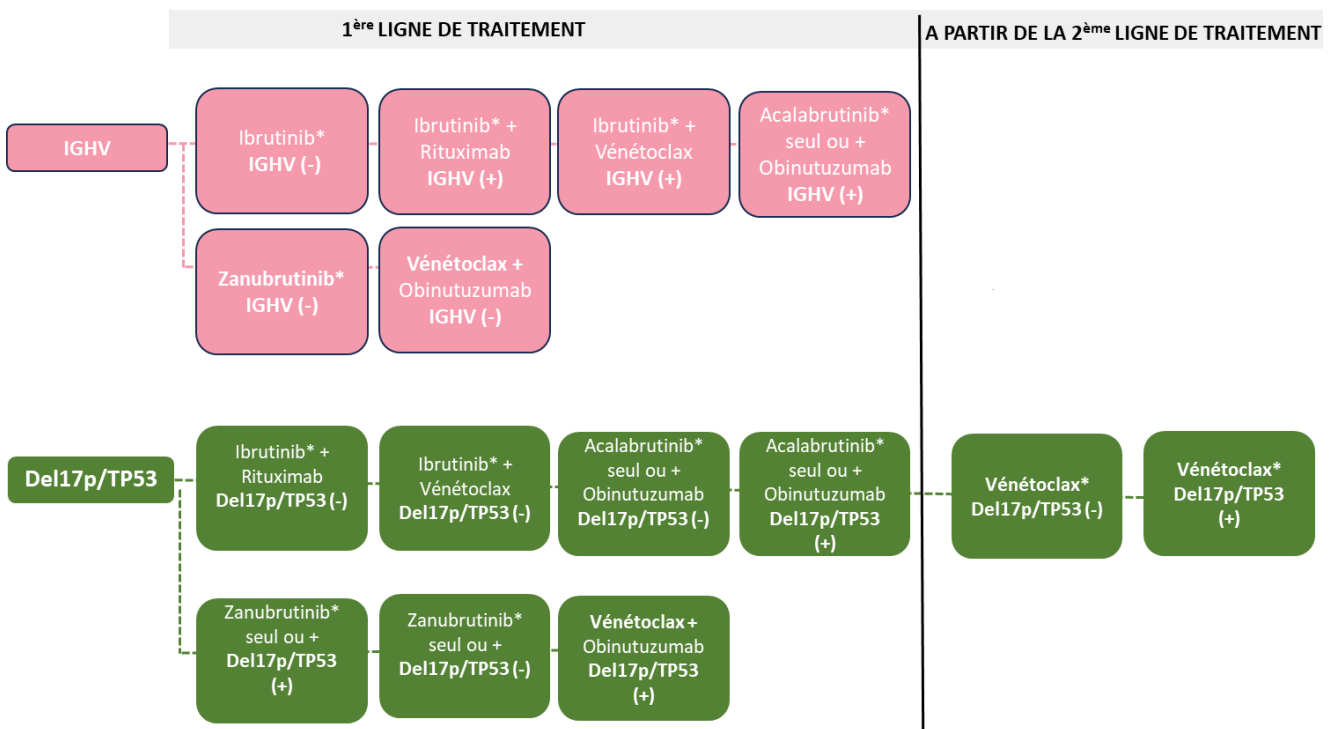 1ère LIGNE DE TRAITEMENT
A PARTIR DE LA 2ème LIGNE DE TRAITEMENT
IGHV
Ibrutinib*
IGHV (-)
Ibrutinib* +
Rituximab
IGHV (+)
Ibrutinib* +
Vénétoclax
IGHV (+)
Acalabrutinib*
seul ou +
Obinutuzumab
IGHV (+)
Zanubrutinib*
IGHV (-)
Vénétoclax +
Obinutuzumab
IGHV (-)
Del17p/TP53
Ibrutinib* +
Rituximab
Del17p/TP53 (-)
Ibrutinib* +
Vénétoclax
Del17p/TP53 (-)
Acalabrutinib*
seul ou +
Obinutuzumab
Del17p/TP53 (-)
Acalabrutinib*
seul ou +
Obinutuzumab
Del17p/TP53
(+)
Vénétoclax*
Del17p/TP53 (-)
Vénétoclax*
Del17p/TP53
(+)
Zanubrutinib*
seul ou +
Del17p/TP53
(+)
Zanubrutinib*
seul ou +
Del17p/TP53 (-)
Vénétoclax +
Obinutuzumab
Del17p/TP53
(+)